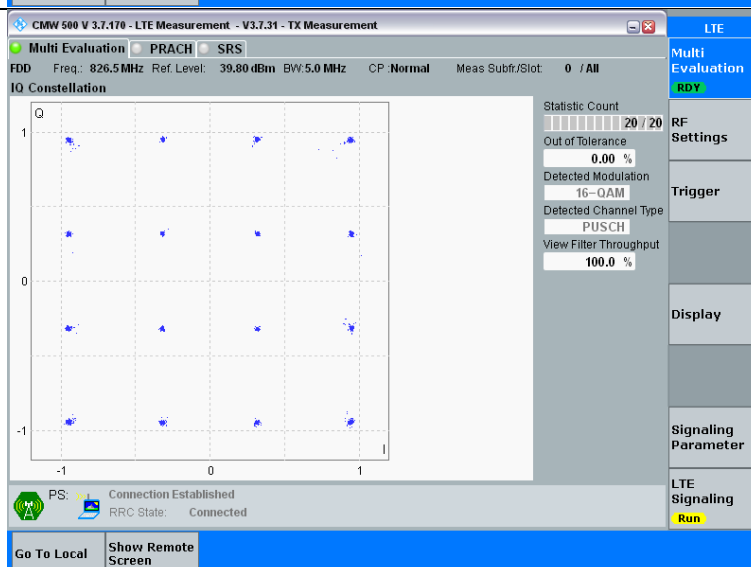 CMW 500 V 3.7.170 - LTE Measurement - V3.7.31 - TX Measurement
LTE
Multi Evaluation PRACH SRS
FDD Freq.: 826.5 MHz Ref. Level: 39.80 dBm BW: 5.0 MHz CP : Normal Meas Subfr./Slot: 0 / All
IQ Constellation
Q
1
0
-1
-1 0 1
I
Statistic Count
20 / 20
Out of Tolerance
0.00 %
Detected Modulation
16-QAM
Detected Channel Type
PUSCH
View Filter Throughput
100.0 %
Multi
Evaluation
RDY
RF
Settings
Trigger
Display
Signaling
Parameter
LTE
Signaling
Run
PS: Connection Established
RRC State: Connected
Go To Local
Show Remote
Screen